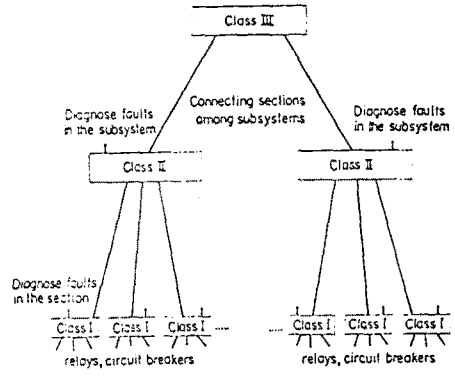 Class III
Connecting sections
among subsystems
Diagnose faults
in the subsystem
Diagnose faults
in the subsystem
Class II
Class II
Diagnose faults
in the section
Class I Class I Class I ..... ..... Class I Class I Class I
relays, circuit breakers relays, circuit breakers